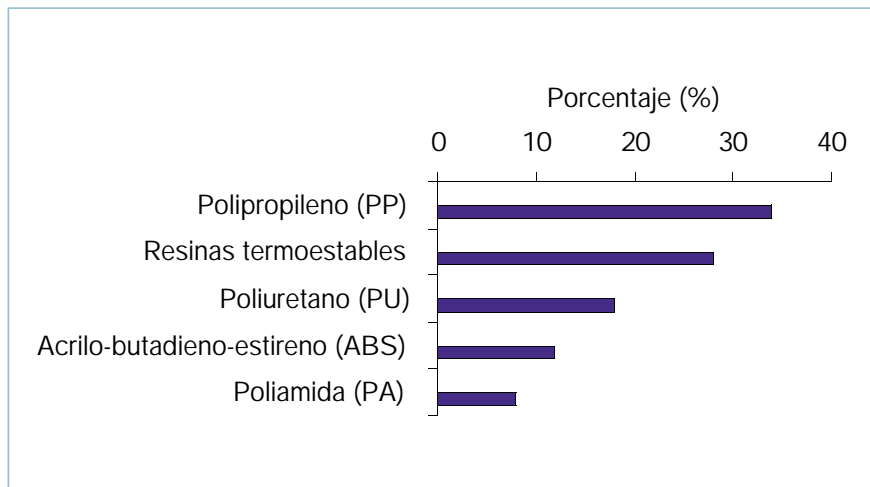 Porcentaje (%)
0 10 20 30 40
Polipropileno (PP)
Resinas termoestables
Poliuretano (PU)
Acrilo-butadieno-estireno (ABS)
Poliamida (PA)